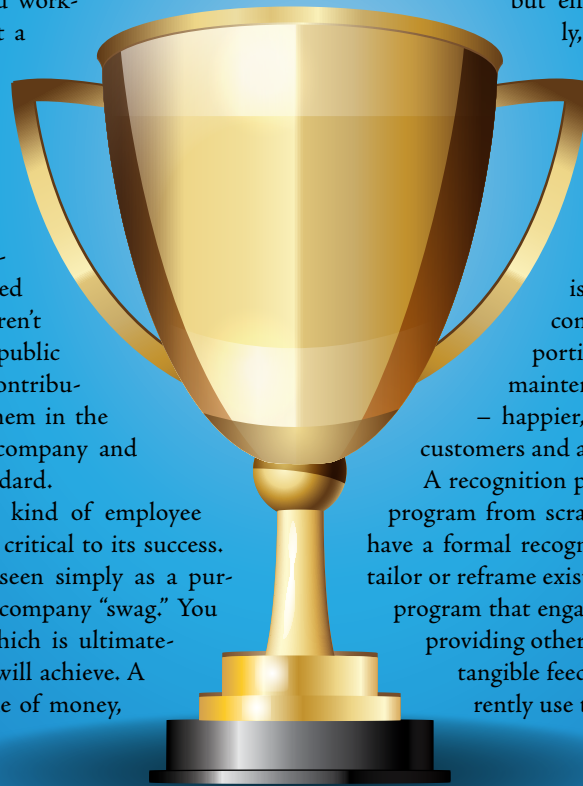 work-
t a
ed
ren't
public
ontribu-
hem in the
company and
dard.
kind of employee
critical to its success.
seen simply as a pur-
company “swag.” You
hich is ultimate-
will achieve. A
e of money,
but em
ly,
is
con
porti
mainten
– happier,
customers and a
A recognition p
program from scra
have a formal recogn
tailor or reframe exist
program that enga
providing other
tangible feed
rently use t